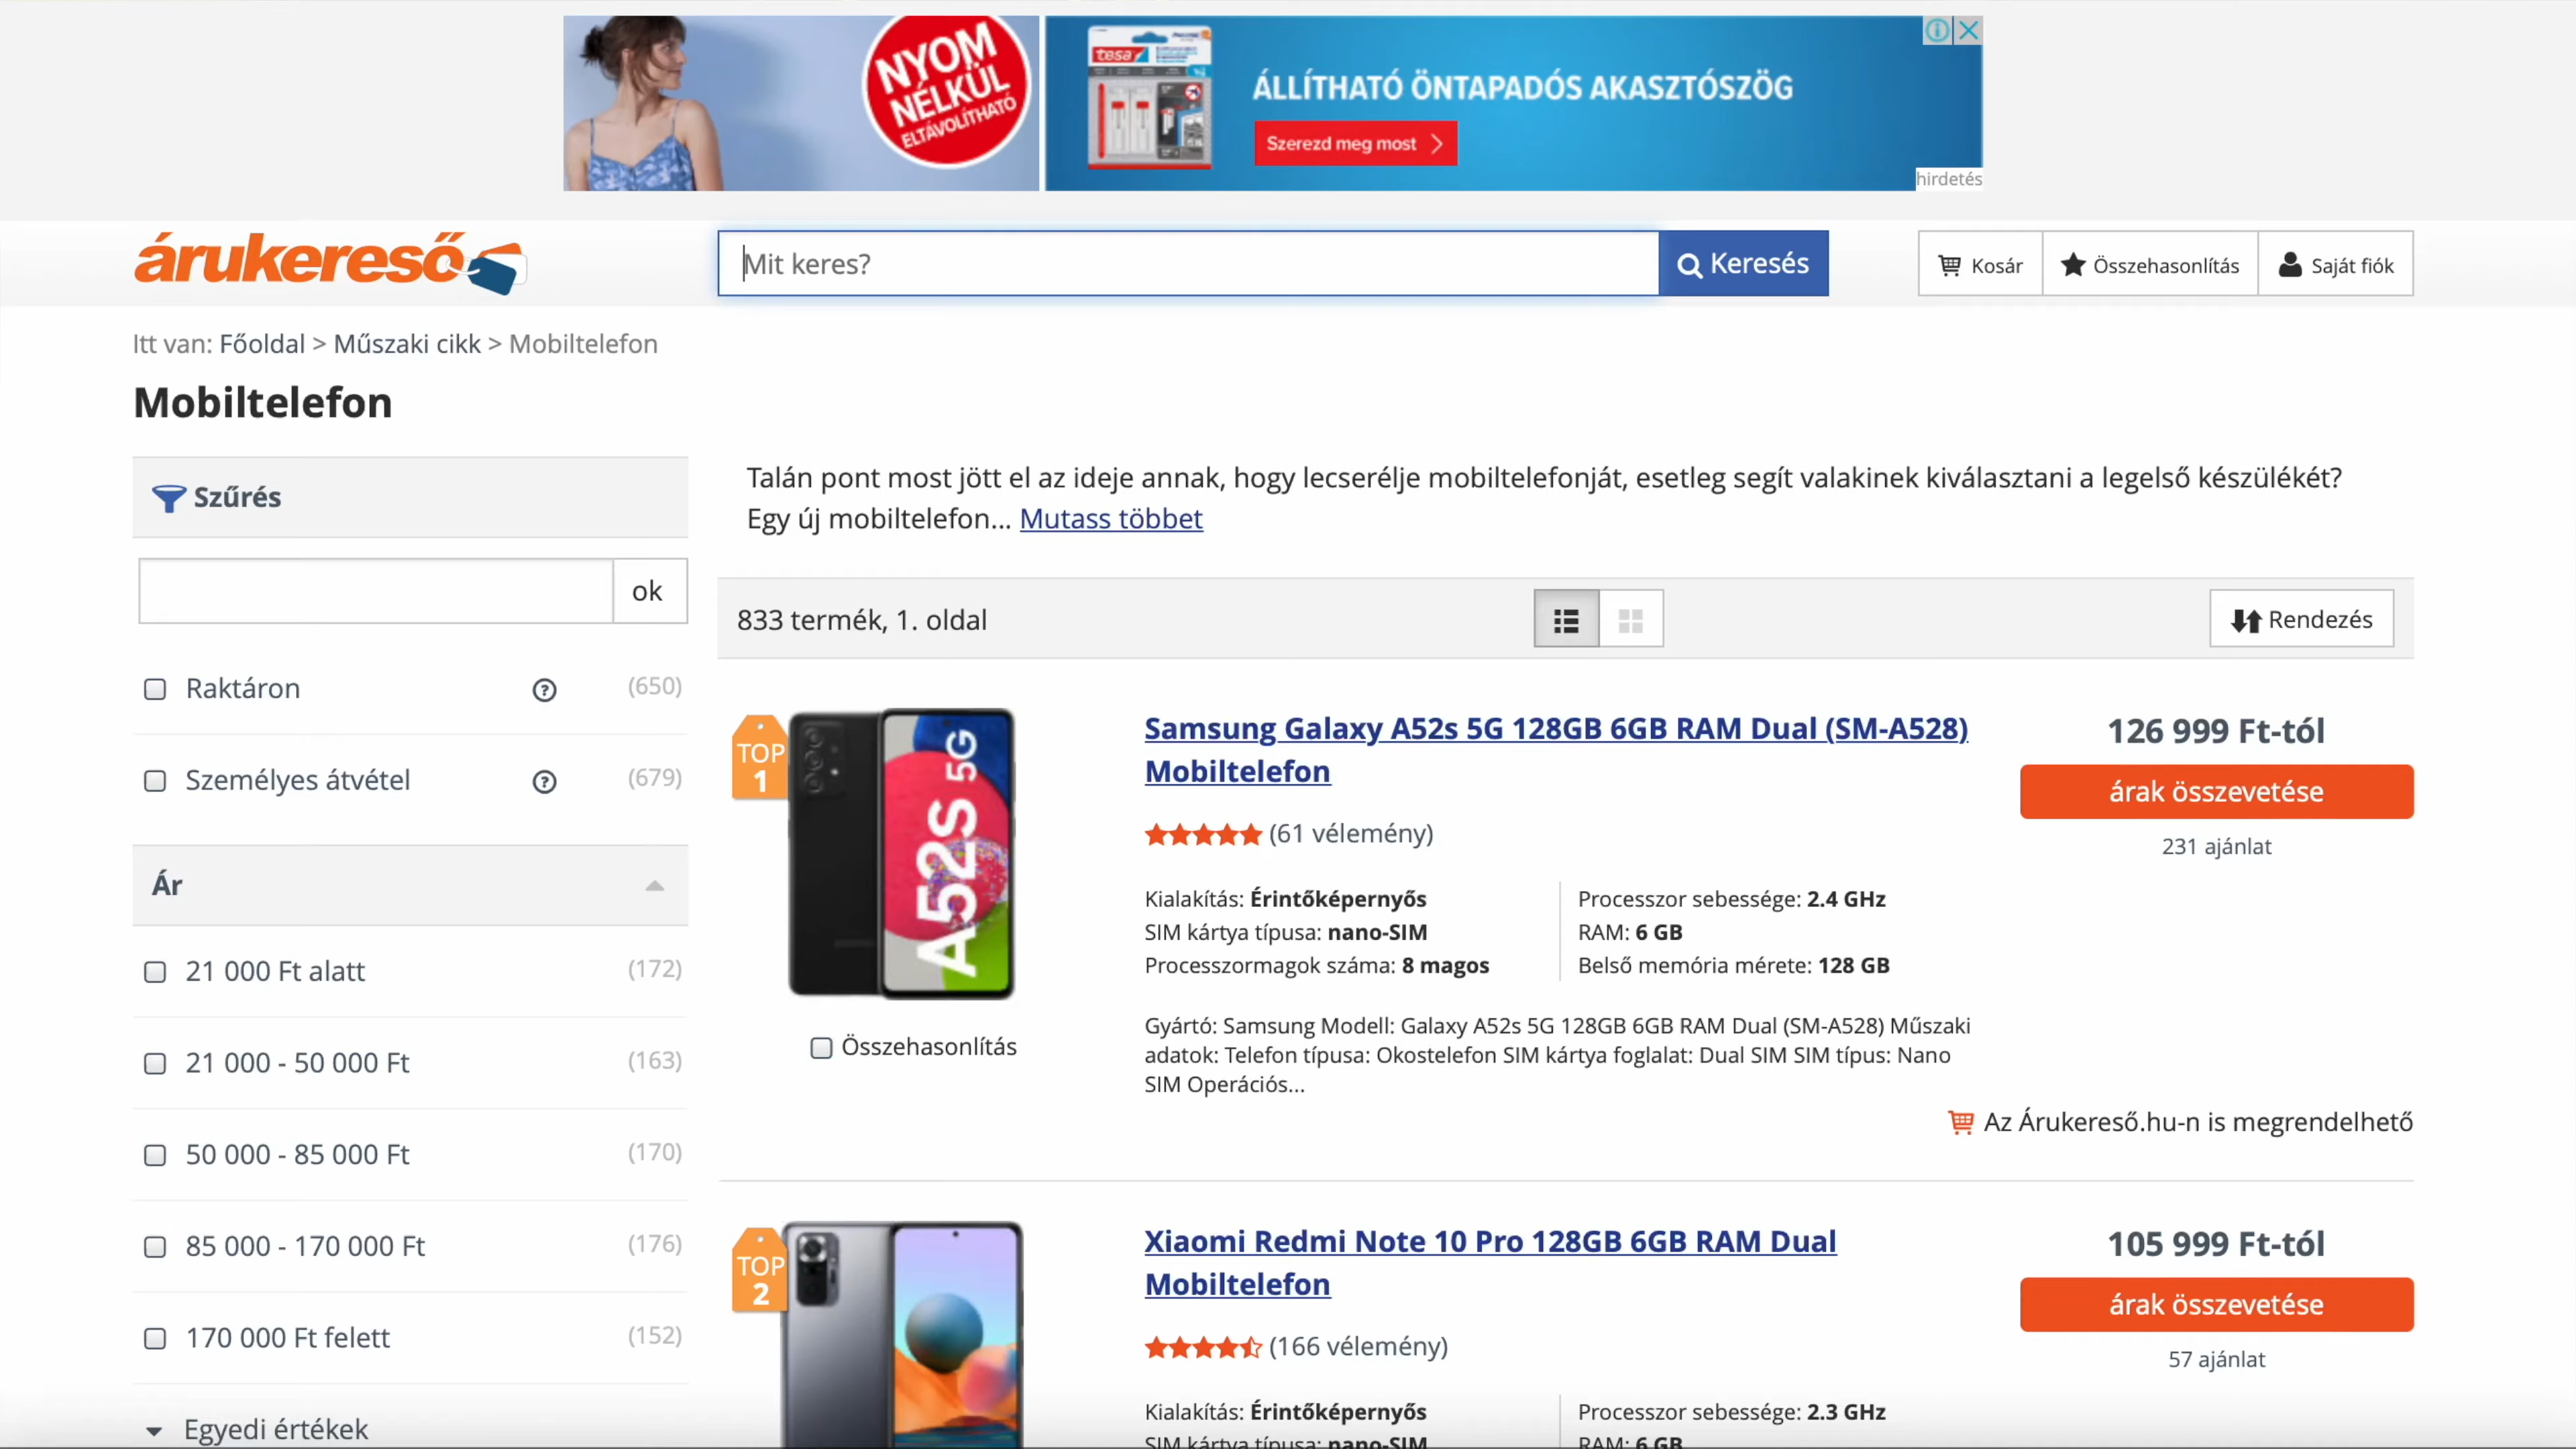 NYOM
NÉLKÜL
ELTÁVOLÍTHATÓ
tesa
ÁLLÍTHATÓ ÖNTAPADÓS AKASZTÓSZÖG
Szerezd meg most
hirdetés
árukereső
Mit keres?
Keresés
Kosár
Összehasonlítás
Saját fiók
Itt van: Főoldal > Műszaki cikk > Mobiltelefon
Mobiltelefon
Szűrés
ok
Raktáron ? (650)
Személyes átvétel ? (679)
Ár
21 000 Ft alatt (172)
21 000 - 50 000 Ft (163)
50 000 - 85 000 Ft (170)
85 000 - 170 000 Ft (176)
170 000 Ft felett (152)
Egyedi értékek
Talán pont most jött el az ideje annak, hogy lecserélje mobiltelefonját, esetleg segít valakinek kiválasztani a legelső készülékét?
Egy új mobiltelefon... Mutass többet
833 termék, 1. oldal
Rendezés
TOP
1
A52S 5G
Összehasonlítás
Samsung Galaxy A52s 5G 128GB 6GB RAM Dual (SM-A528)
Mobiltelefon
(61 vélemény)
Kialakítás: Érintőképernyős
SIM kártya típusa: nano-SIM
Processzormagok száma: 8 magos
Processzor sebessége: 2.4 GHz
RAM: 6 GB
Belső memória mérete: 128 GB
Gyártó: Samsung Modell: Galaxy A52s 5G 128GB 6GB RAM Dual (SM-A528) Műszaki
adatok: Telefon típusa: Okostelefon SIM kártya foglalat: Dual SIM SIM típus: Nano
SIM Operációs...
126 999 Ft-tól
árak összevetése
231 ajánlat
Az Árukereső.hu-n is megrendelhető
TOP
2
Xiaomi Redmi Note 10 Pro 128GB 6GB RAM Dual
Mobiltelefon
(166 vélemény)
Kialakítás: Érintőképernyős
SIM kártya típusa: nano-SIM
Processzor sebessége: 2.3 GHz
RAM: 6 GB
105 999 Ft-tól
árak összevetése
57 ajánlat